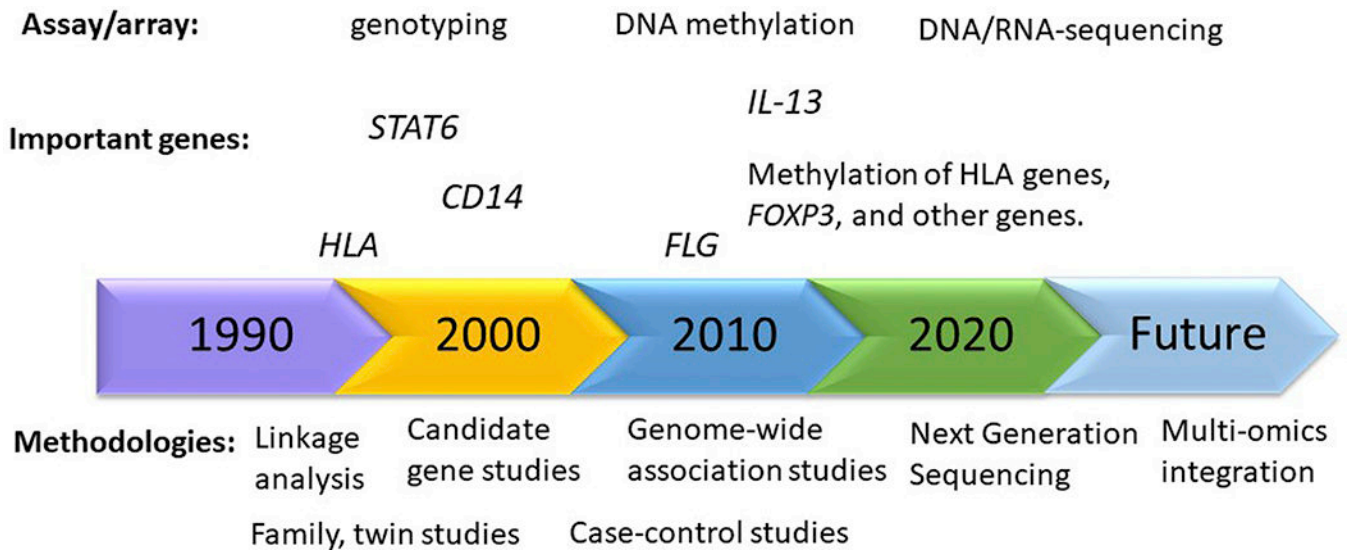 Assay/array: genotyping DNA methylation DNA/RNA-sequencing
IL-13
Important genes: STAT6
Methylation of HLA genes,
CD14
FOXP3, and other genes.
HLA FLG
1990 2000 2010 2020 Future
Methodologies: Linkage analysis
Candidate gene studies
Genome-wide association studies
Next Generation Sequencing
Multi-omics integration
Family, twin studies Case-control studies